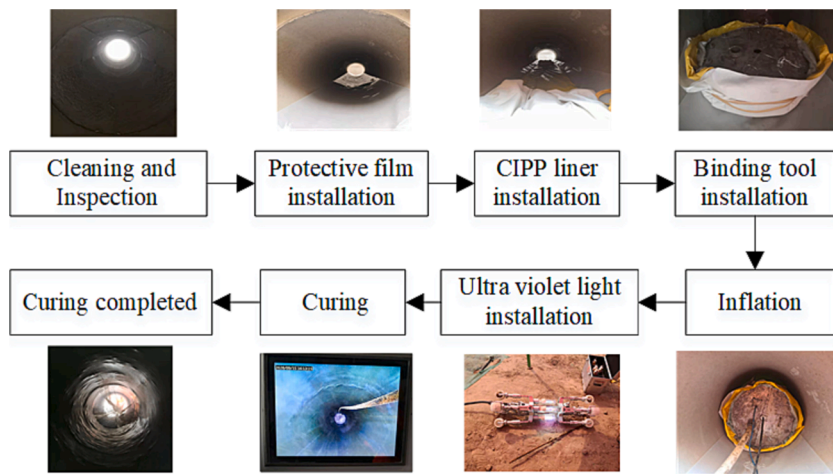 Cleaning and
Inspection
Protective film
installation
CIPP liner
installation
Binding tool
installation
Inflation
Ultra violet light
installation
Curing
Curing completed